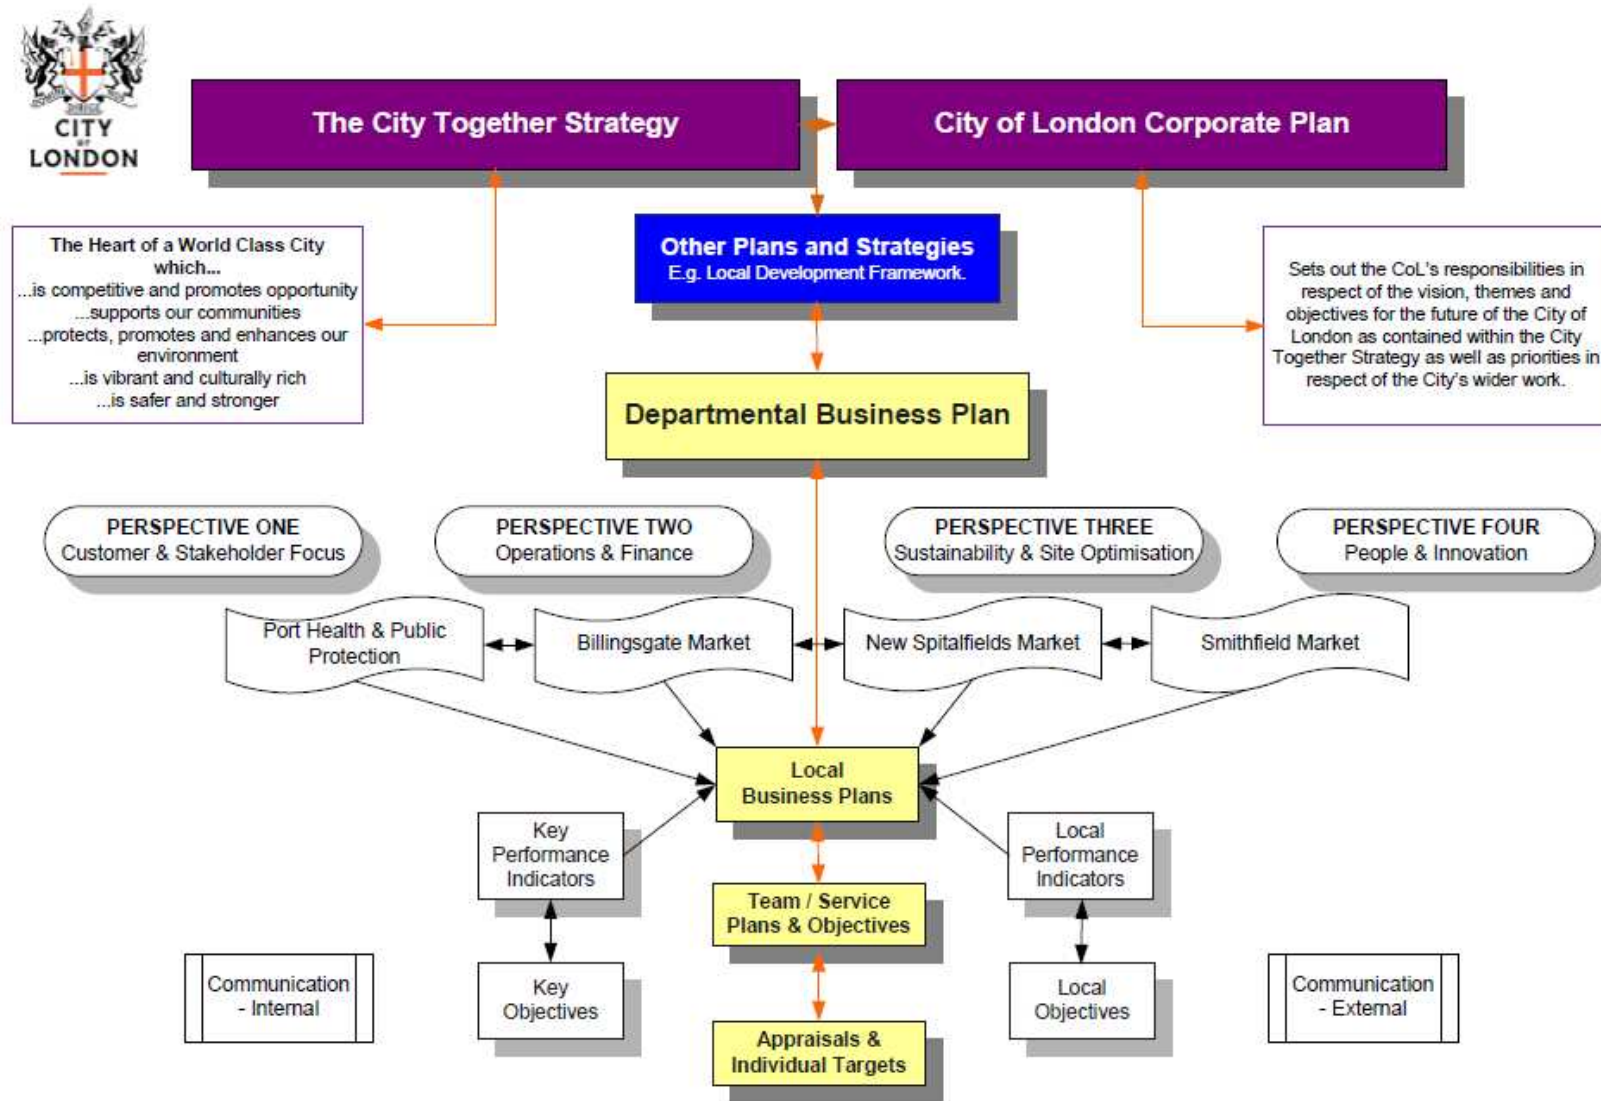 CITY
OF
LONDON
The City Together Strategy
City of London Corporate Plan
Other Plans and Strategies
E.g. Local Development Framework.
The Heart of a World Class City
which...
...is competitive and promotes opportunity
...supports our communities
...protects, promotes and enhances our
environment
...is vibrant and culturally rich
...is safer and stronger
Sets out the CoL's responsibilities in
respect of the vision, themes and
objectives for the future of the City of
London as contained within the City
Together Strategy as well as priorities in
respect of the City's wider work.
Departmental Business Plan
PERSPECTIVE ONE
Customer & Stakeholder Focus
PERSPECTIVE TWO
Operations & Finance
PERSPECTIVE THREE
Sustainability & Site Optimisation
PERSPECTIVE FOUR
People & Innovation
Port Health & Public
Protection
Billingsgate Market
New Spitalfields Market
Smithfield Market
Local
Business Plans
Key
Performance
Indicators
Local
Performance
Indicators
Team / Service
Plans & Objectives
Communication
- Internal
Key
Objectives
Local
Objectives
Communication
- External
Appraisals &
Individual Targets